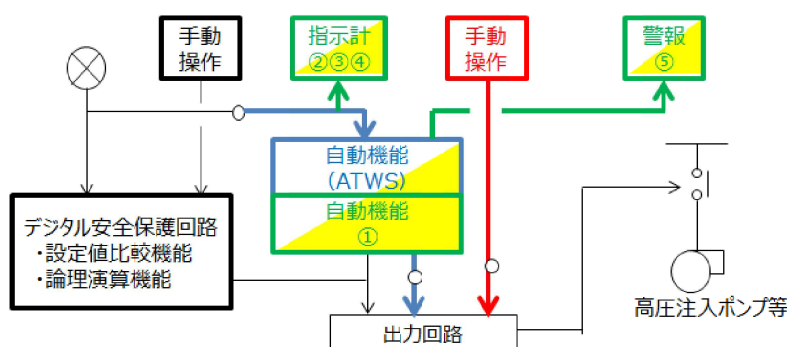 手動
操作
指示計
②③④
手動
操作
警報
⑤
自動機能
(ATWS)
自動機能
①
デジタル安全保護回路
・設定値比較機能
・論理演算機能
高圧注入ポンプ等
出力回路